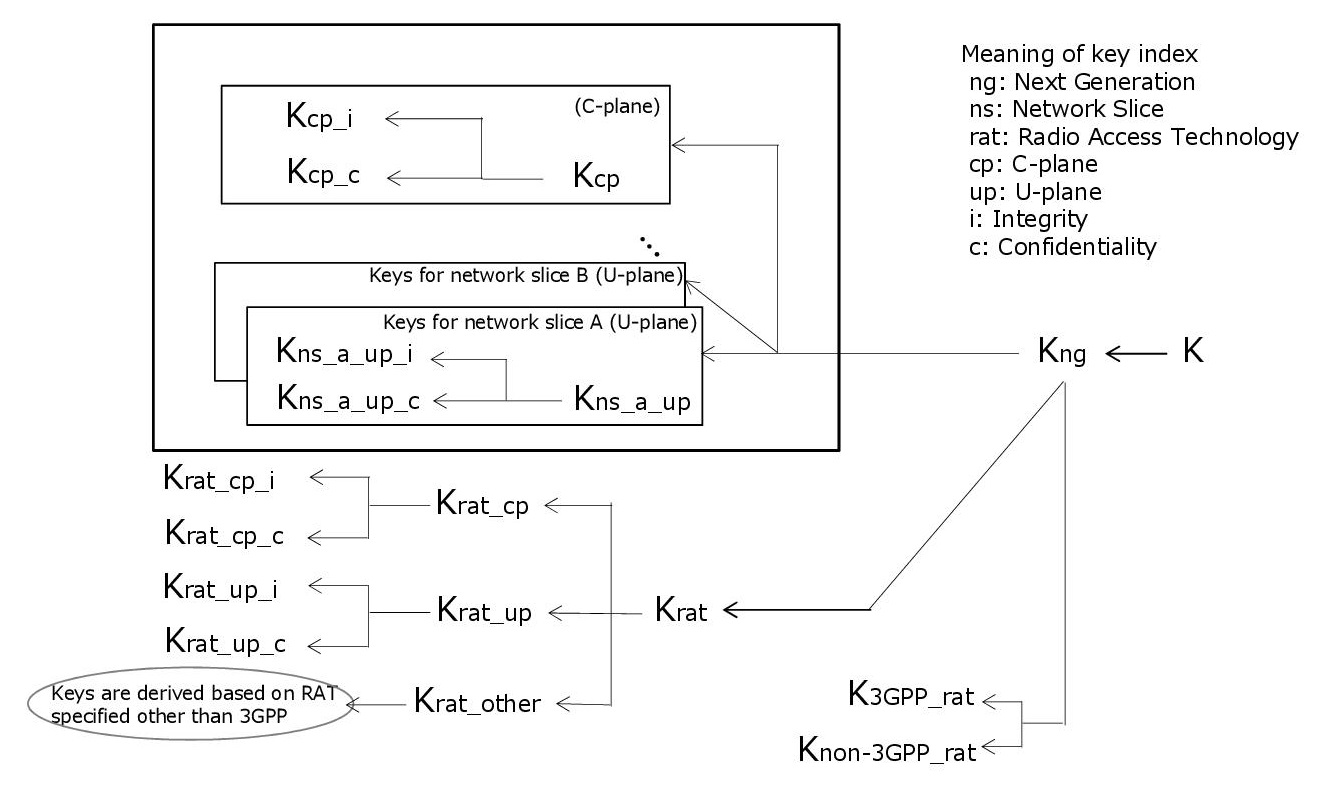 Meaning of key index
ng: Next Generation
ns: Network Slice
rat: Radio Access Technology
cp: C-plane
up: U-plane
i: Integrity
c: Confidentiality
(C-plane)
Kcp_i
Kcp_c
Kcp
Keys for network slice B (U-plane)
Keys for network slice A (U-plane)
Kns_a_up_i
Kns_a_up_c
Kns_a_up
Kng
K
Krat_cp_i
Krat_cp_c
Krat_cp
Krat_up_i
Krat_up_c
Krat_up
Krat
Keys are derived based on RAT
specified other than 3GPP
Krat_other
K3GPP_rat
Knon-3GPP_rat